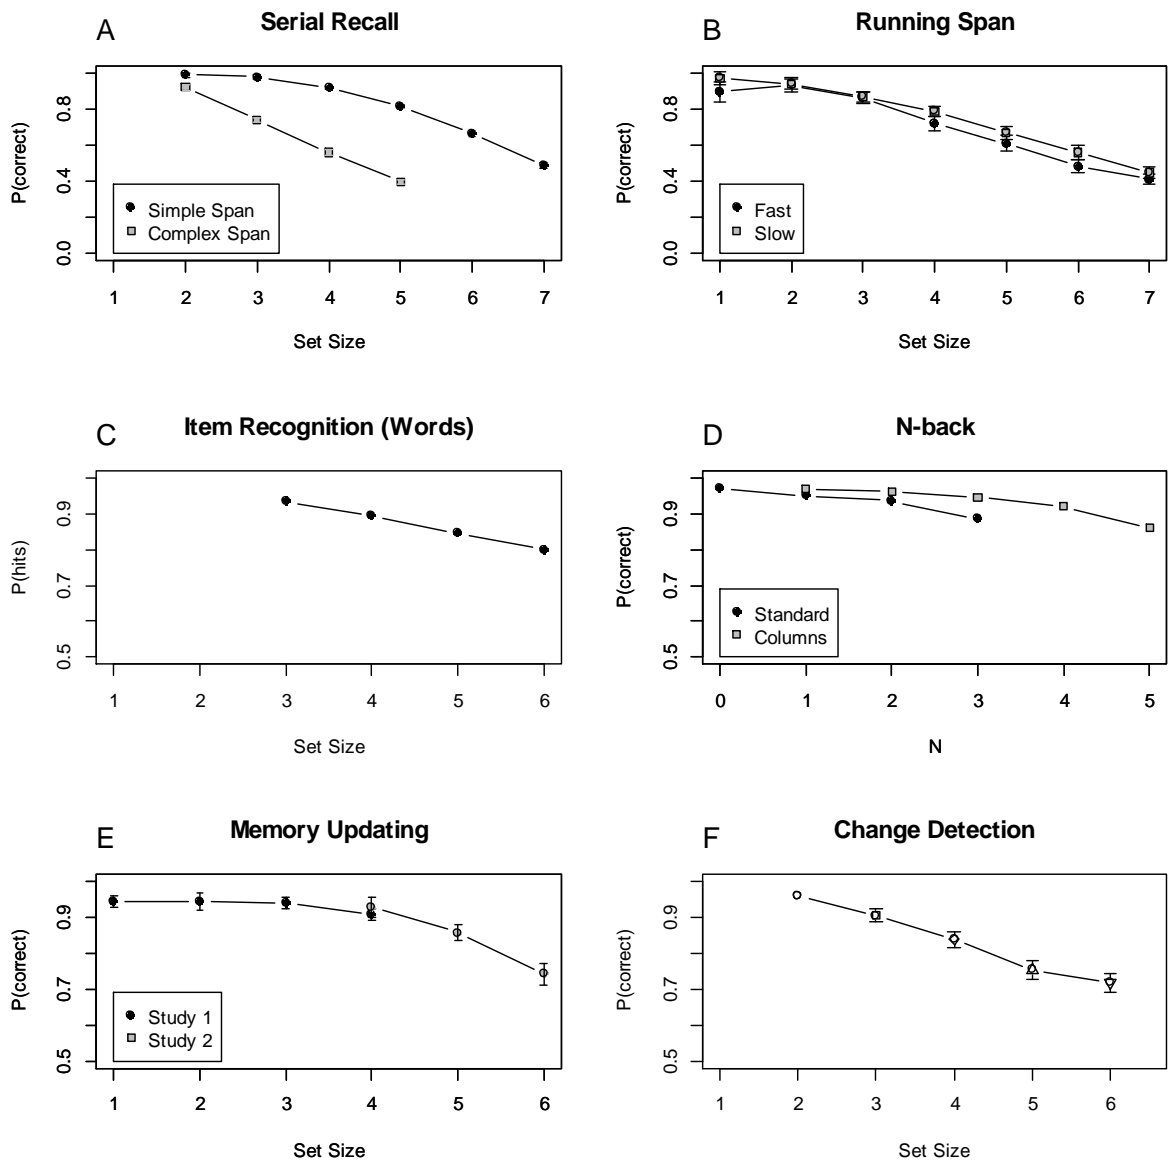 A
Serial Recall
P(correct)
0.0 0.4 0.8
Simple Span
Complex Span
1 2 3 4 5 6 7
Set Size
B
Running Span
P(correct)
0.0 0.4 0.8
Fast
Slow
1 2 3 4 5 6 7
Set Size
C
Item Recognition (Words)
P(hits)
0.5 0.7 0.9
1 2 3 4 5 6
Set Size
D
N-back
P(correct)
0.5 0.7 0.9
Standard
Columns
0 1 2 3 4 5
N
E
Memory Updating
P(correct)
0.5 0.7 0.9
Study 1
Study 2
1 2 3 4 5 6
Set Size
F
Change Detection
P(correct)
0.5 0.7 0.9
1 2 3 4 5 6
Set Size